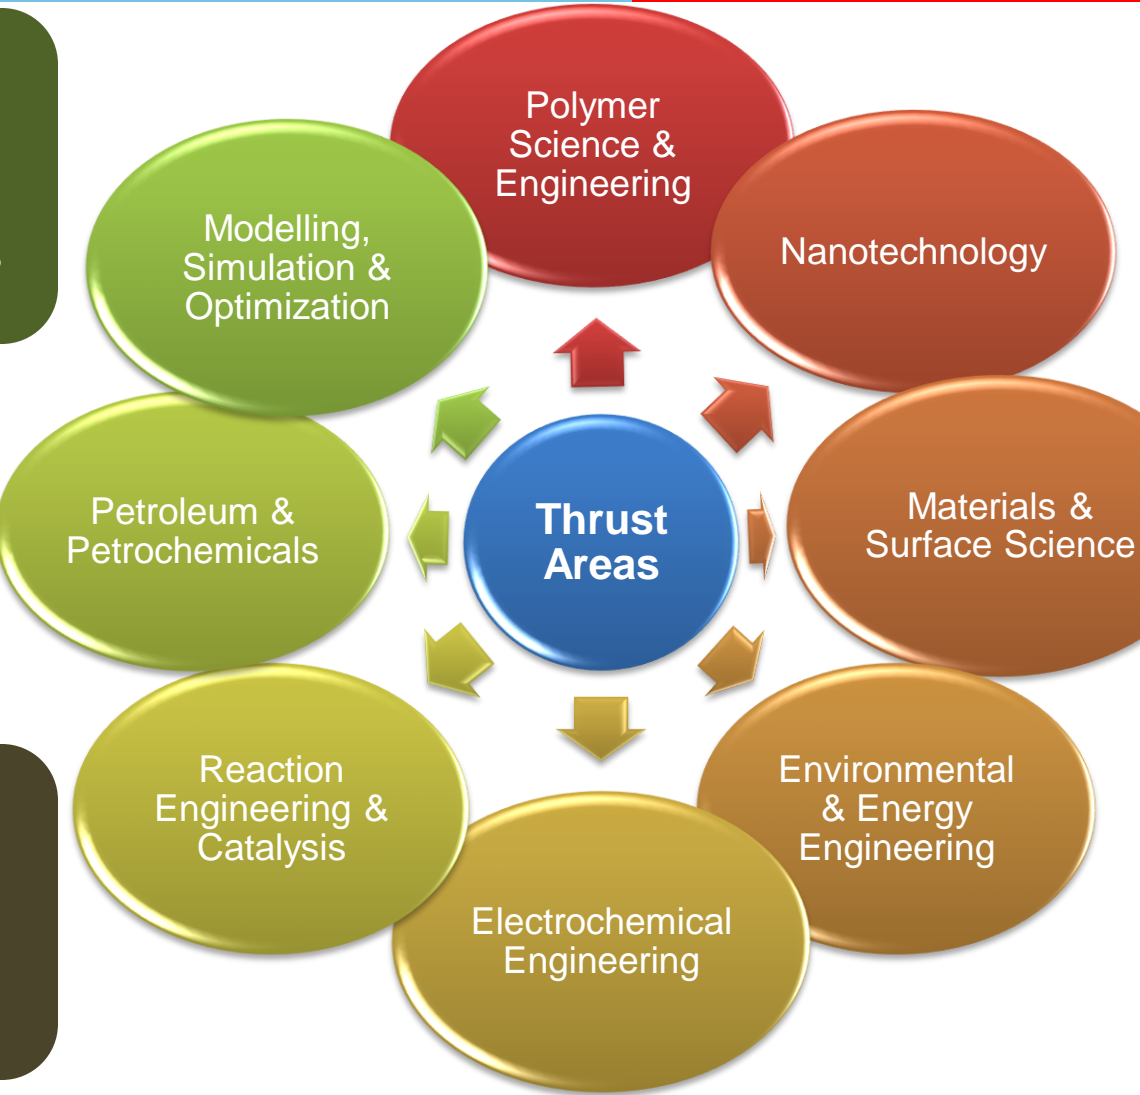 Polymer
Science &
Engineering
Nanotechnology
Materials &
Surface Science
Environmental
& Energy
Engineering
Electrochemical
Engineering
Reaction
Engineering &
Catalysis
Petroleum &
Petrochemicals
Modelling,
Simulation &
Optimization
Thrust
Areas